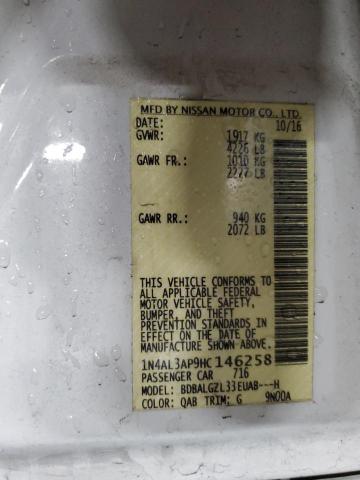 MFD BY NISSAN MOTOR CO., LTD.
DATE: 10/16
GVWR: 1917 KG
4226 LB
GAWR FR: 1010 KG
2227 LB
GAWR RR: 940 KG
2072 LB
THIS VEHICLE CONFORMS TO
ALL APPLICABLE FEDERAL
MOTOR VEHICLE SAFETY,
BUMPER, AND THEFT
PREVENTION STANDARDS IN
EFFECT ON THE DATE OF
MANUFACTURE SHOWN ABOVE.
1N4AL3AP9HC146258
PASSENGER CAR 716
MODEL: BDBALGZL33EUAB---H
COLOR: QAB TRIM: G 9N00A